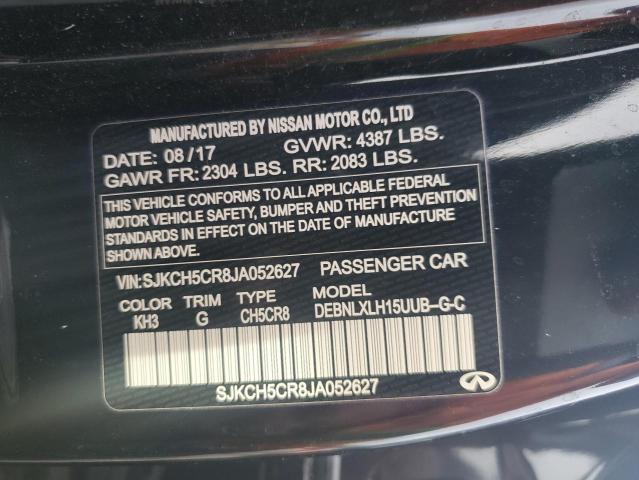 MANUFACTURED BY NISSAN MOTOR CO., LTD
DATE: 08/17 GVWR: 4387 LBS.
GAWR FR: 2304 LBS. RR: 2083 LBS.
THIS VEHICLE CONFORMS TO ALL APPLICABLE FEDERAL
MOTOR VEHICLE SAFETY, BUMPER AND THEFT PREVENTION
STANDARDS IN EFFECT ON THE DATE OF MANUFACTURE
SHOWN ABOVE.
VIN:SJKCH5CR8JA052627 PASSENGER CAR
COLOR TRIM TYPE MODEL
KH3 G CH5CR8 DEBNLXLH15UUB-G-C
SJKCH5CR8JA052627